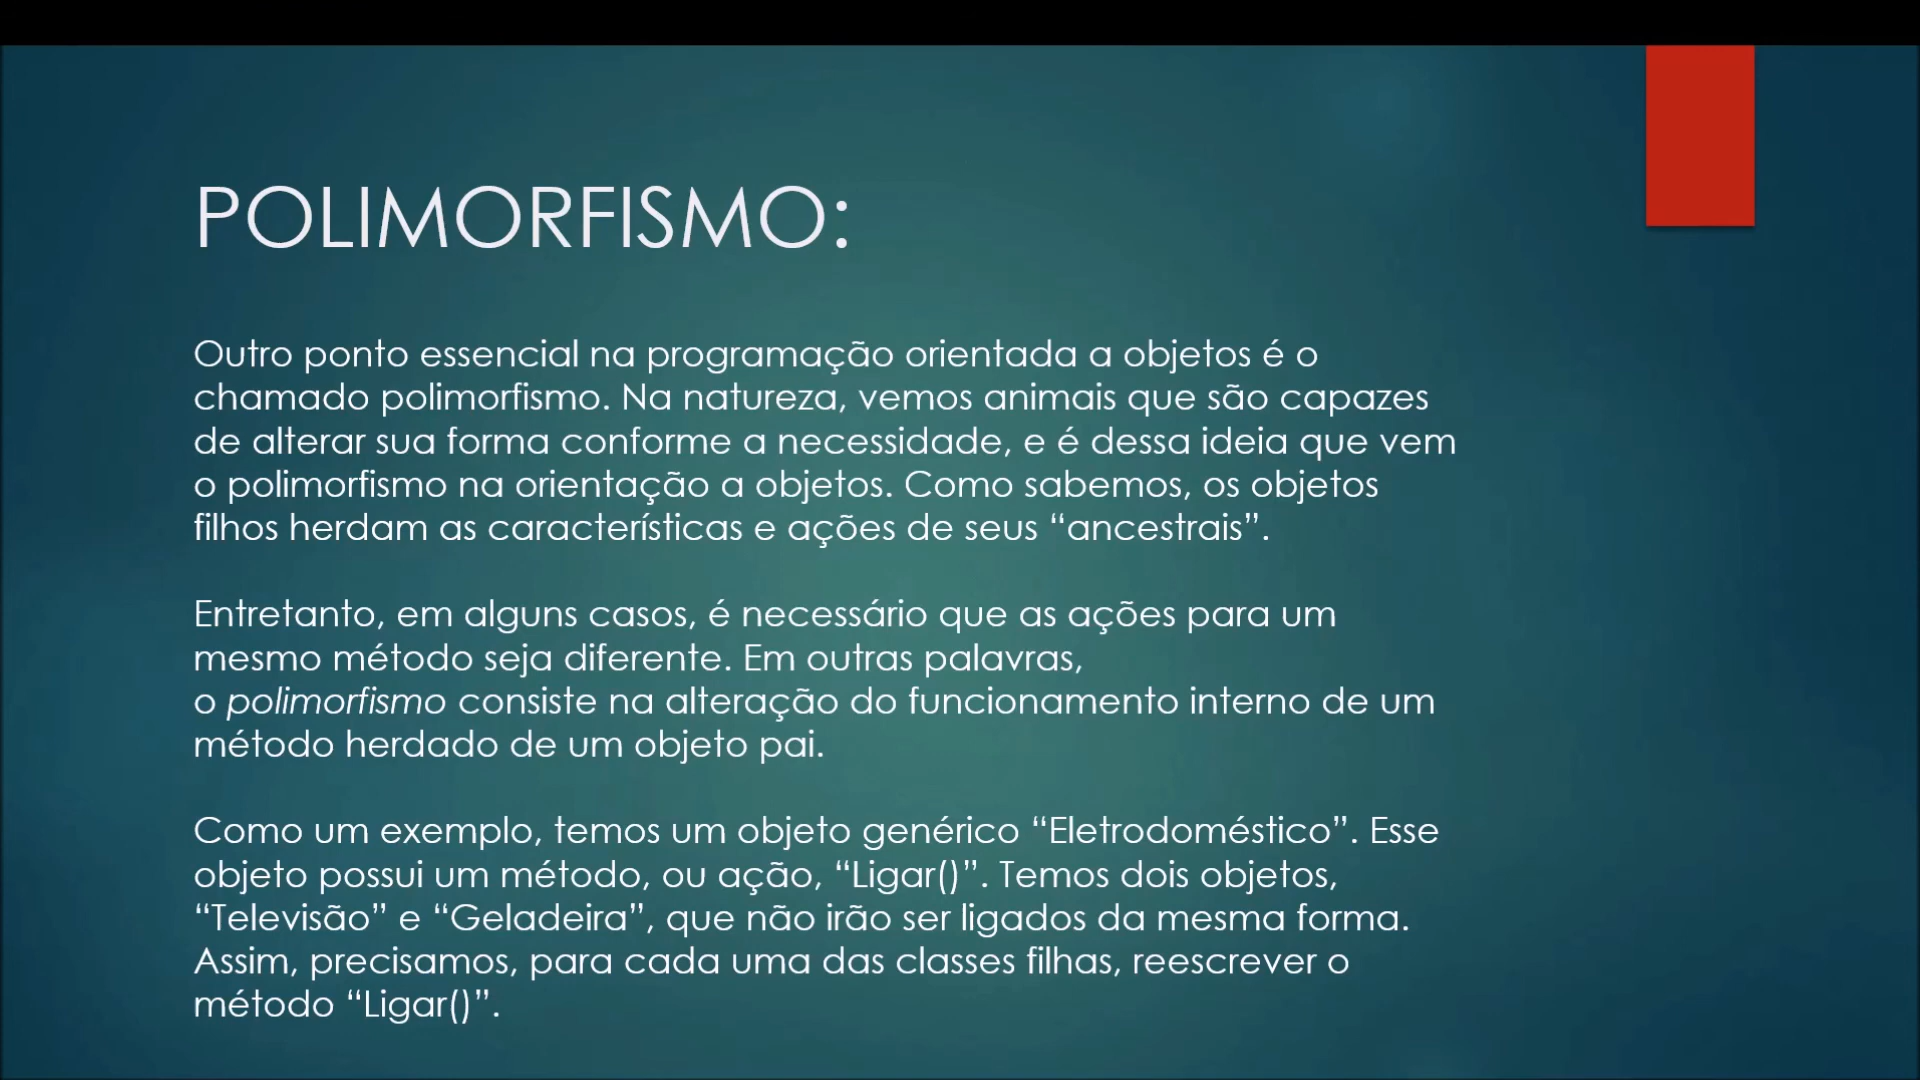 POLIMORFISMO:
Outro ponto essencial na programação orientada a objetos é o
chamado polimorfismo. Na natureza, vemos animais que são capazes
de alterar sua forma conforme a necessidade, e é dessa ideia que vem
o polimorfismo na orientação a objetos. Como sabemos, os objetos
filhos herdam as características e ações de seus “ancestrais”.
Entretanto, em alguns casos, é necessário que as ações para um
mesmo método seja diferente. Em outras palavras,
o polimorfismo consiste na alteração do funcionamento interno de um
método herdado de um objeto pai.
Como um exemplo, temos um objeto genérico “Eletrodoméstico”. Esse
objeto possui um método, ou ação, “Ligar()”. Temos dois objetos,
“Televisão” e “Geladeira”, que não irão ser ligados da mesma forma.
Assim, precisamos, para cada uma das classes filhas, reescrever o
método “Ligar()”.